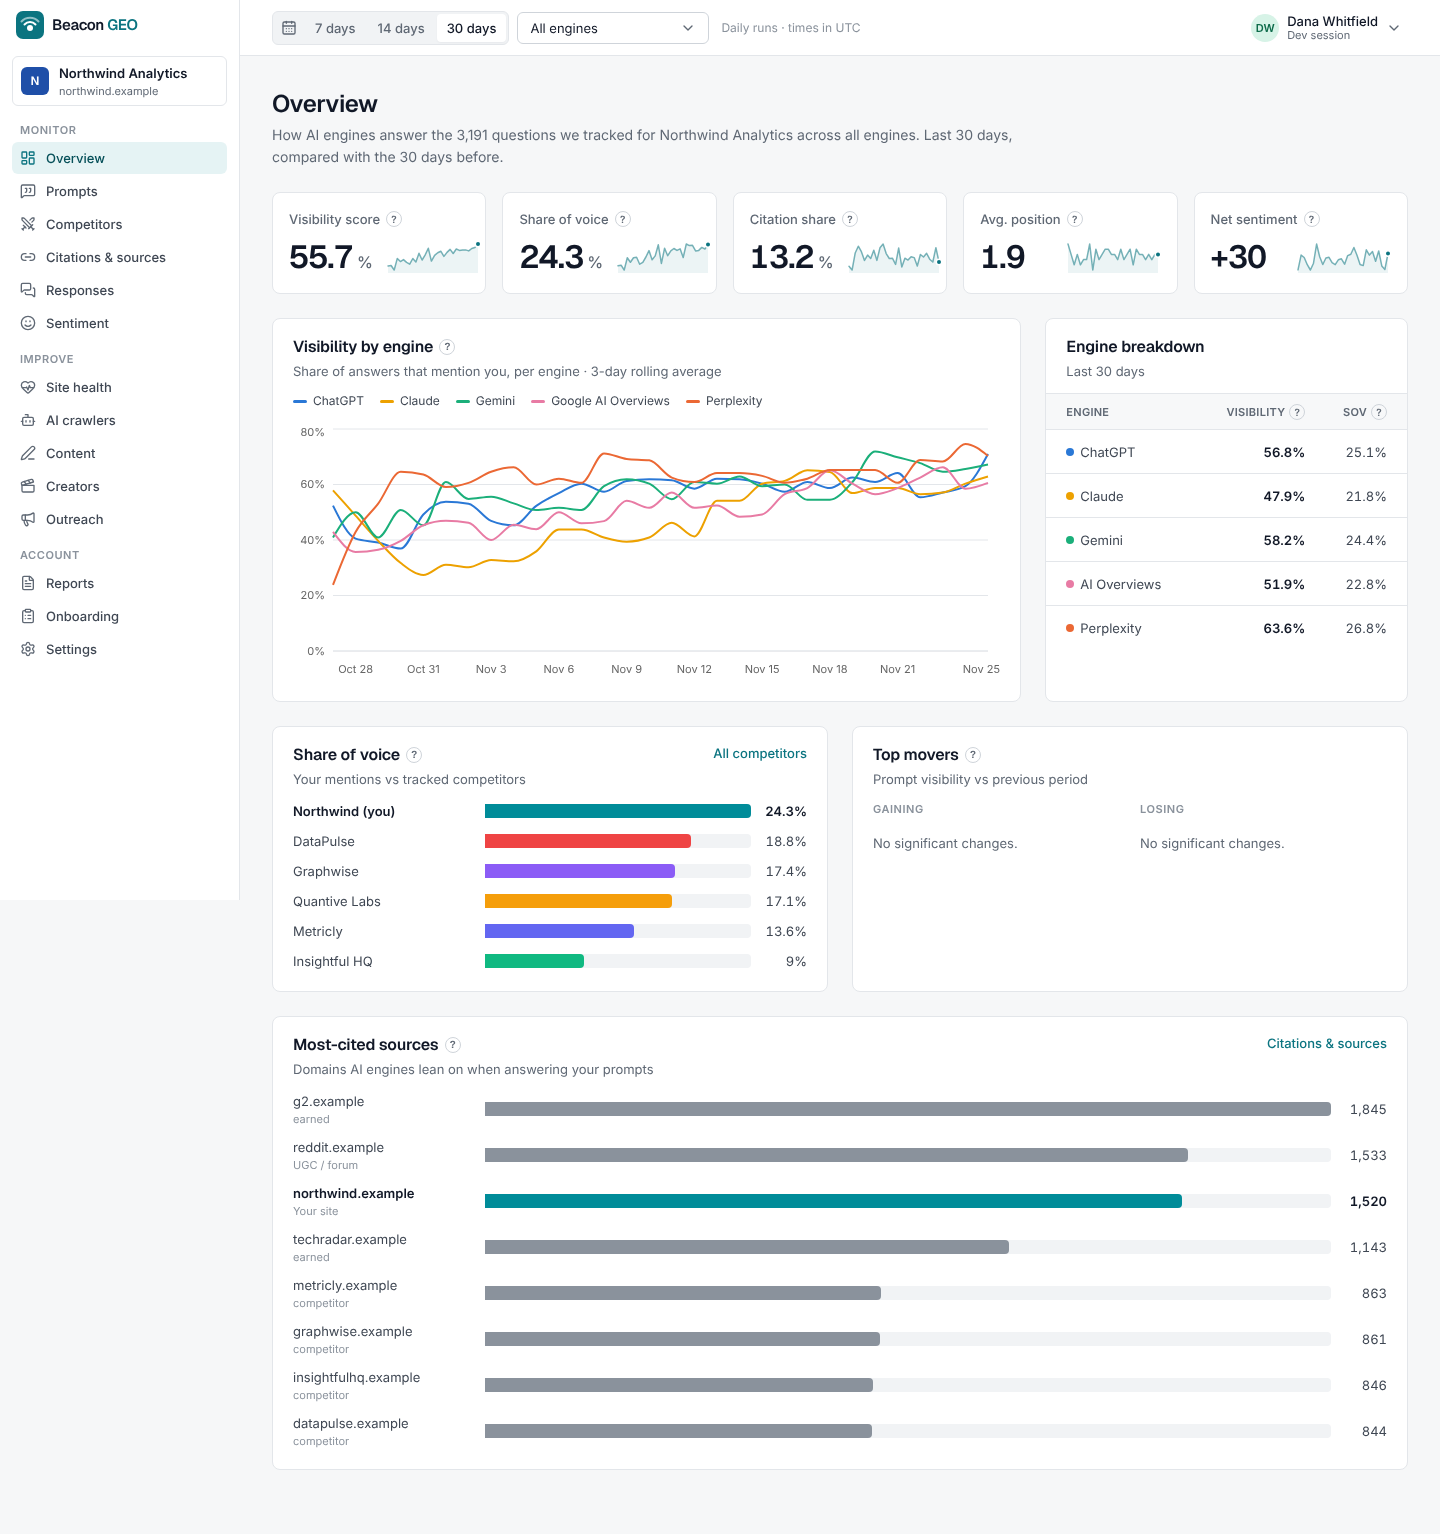 Beacon GEO
N
Northwind Analytics
northwind.example
MONITOR
Overview
Prompts
Competitors
Citations & sources
Responses
Sentiment
IMPROVE
Site health
AI crawlers
Content
Creators
Outreach
ACCOUNT
Reports
Onboarding
Settings
7 days 14 days 30 days
All engines
Daily runs · times in UTC
DW
Dana Whitfield
Dev session
Overview
How AI engines answer the 3,191 questions we tracked for Northwind Analytics across all engines. Last 30 days,
compared with the 30 days before.
Visibility score ?
55.7 %
Share of voice ?
24.3 %
Citation share ?
13.2 %
Avg. position ?
1.9
Net sentiment ?
+30
Visibility by engine ?
Share of answers that mention you, per engine · 3-day rolling average
ChatGPT Claude Gemini Google AI Overviews Perplexity
80%
60%
40%
20%
0%
Oct 28 Oct 31 Nov 3 Nov 6 Nov 9 Nov 12 Nov 15 Nov 18 Nov 21 Nov 25
Engine breakdown
Last 30 days
ENGINE VISIBILITY ? SOV ?
ChatGPT 56.8% 25.1%
Claude 47.9% 21.8%
Gemini 58.2% 24.4%
AI Overviews 51.9% 22.8%
Perplexity 63.6% 26.8%
Share of voice ?
All competitors
Your mentions vs tracked competitors
Northwind (you) 24.3%
DataPulse 18.8%
Graphwise 17.4%
Quantive Labs 17.1%
Metricly 13.6%
Insightful HQ 9%
Top movers ?
Prompt visibility vs previous period
GAINING
No significant changes.
LOSING
No significant changes.
Most-cited sources ?
Citations & sources
Domains AI engines lean on when answering your prompts
g2.example
earned
1,845
reddit.example
UGC / forum
1,533
northwind.example
Your site
1,520
techradar.example
earned
1,143
metricly.example
competitor
863
graphwise.example
competitor
861
insightfulhq.example
competitor
846
datapulse.example
competitor
844